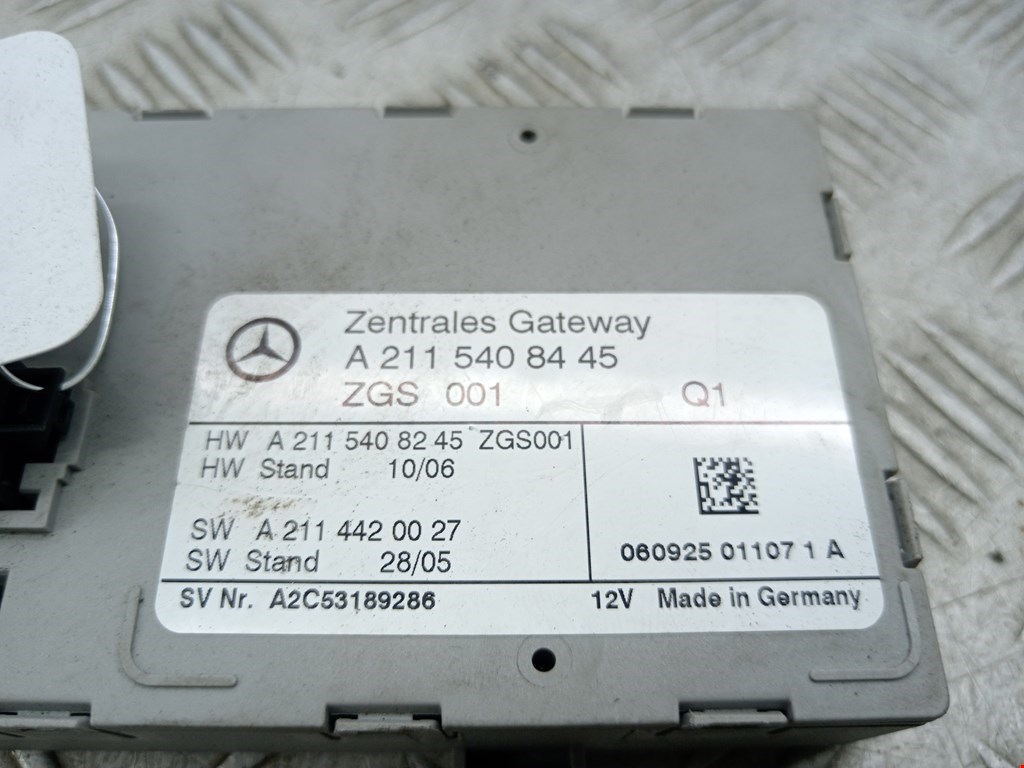 Zentrales Gateway
A 211 540 84 45
ZGS 001 Q1
HW A 211 540 82 45 ZGS001
HW Stand 10/06
SW A 211 442 00 27
SW Stand 28/05
060925 01107 1 A
SV Nr. A2C53189286 12V Made in Germany